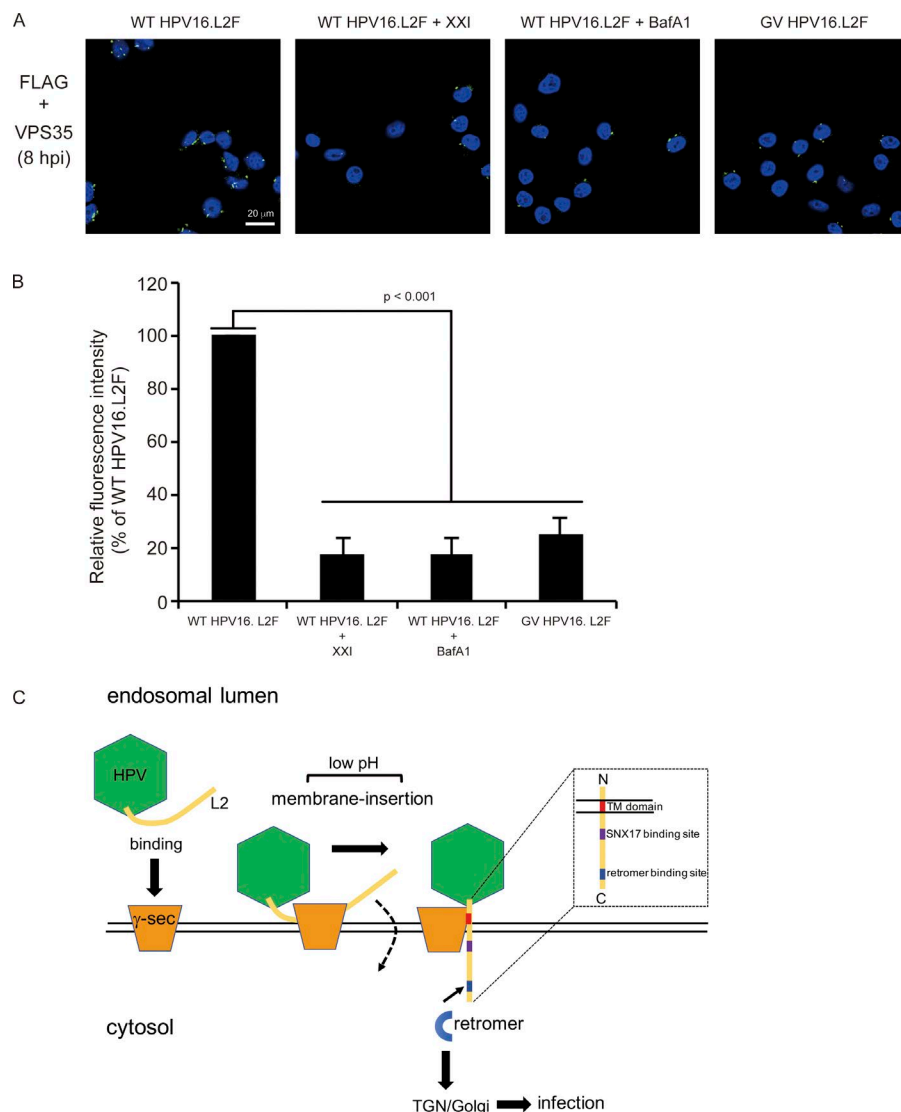 A
WT HPV16.L2F
WT HPV16.L2F + XXI
WT HPV16.L2F + BafA1
GV HPV16.L2F
FLAG
+
VPS35
(8 hpi)
20 μm
B
Relative fluorescence intensity
(% of WT HPV16.L2F)
120
100
80
60
40
20
0
p < 0.001
WT HPV16. L2F
WT HPV16. L2F
+
XXI
WT HPV16. L2F
+
BafA1
GV HPV16. L2F
C
endosomal lumen
HPV
L2
binding
γ-sec
low pH
membrane-insertion
N
TM domain
SNX17 binding site
retromer binding site
C
cytosol
retromer
TGN/Golgi
infection